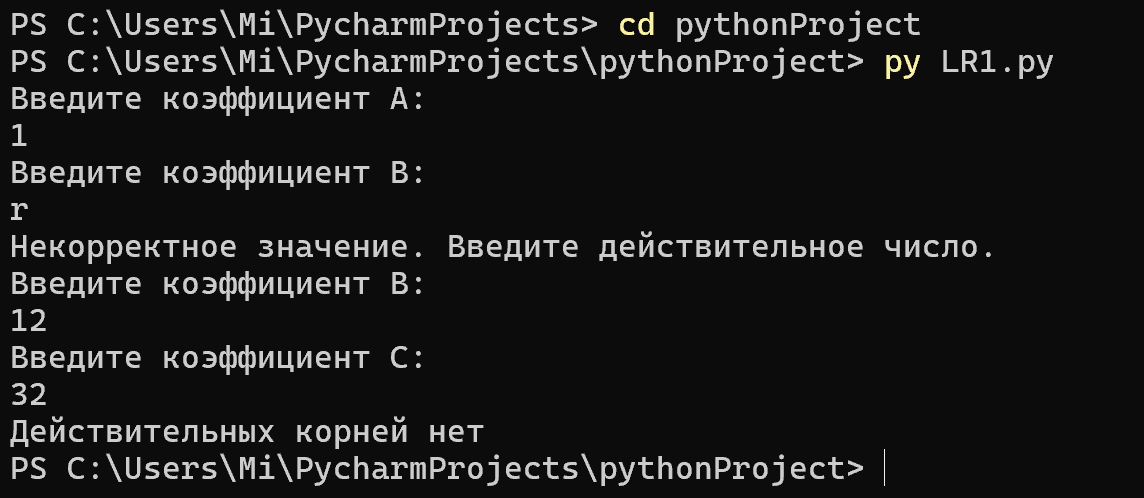 PS C:\Users\Mi\PycharmProjects> cd pythonProject
PS C:\Users\Mi\PycharmProjects\pythonProject> py LR1.py
Введите коэффициент A:
1
Введите коэффициент B:
r
Некорректное значение. Введите действительное число.
Введите коэффициент B:
12
Введите коэффициент C:
32
Действительных корней нет
PS C:\Users\Mi\PycharmProjects\pythonProject>